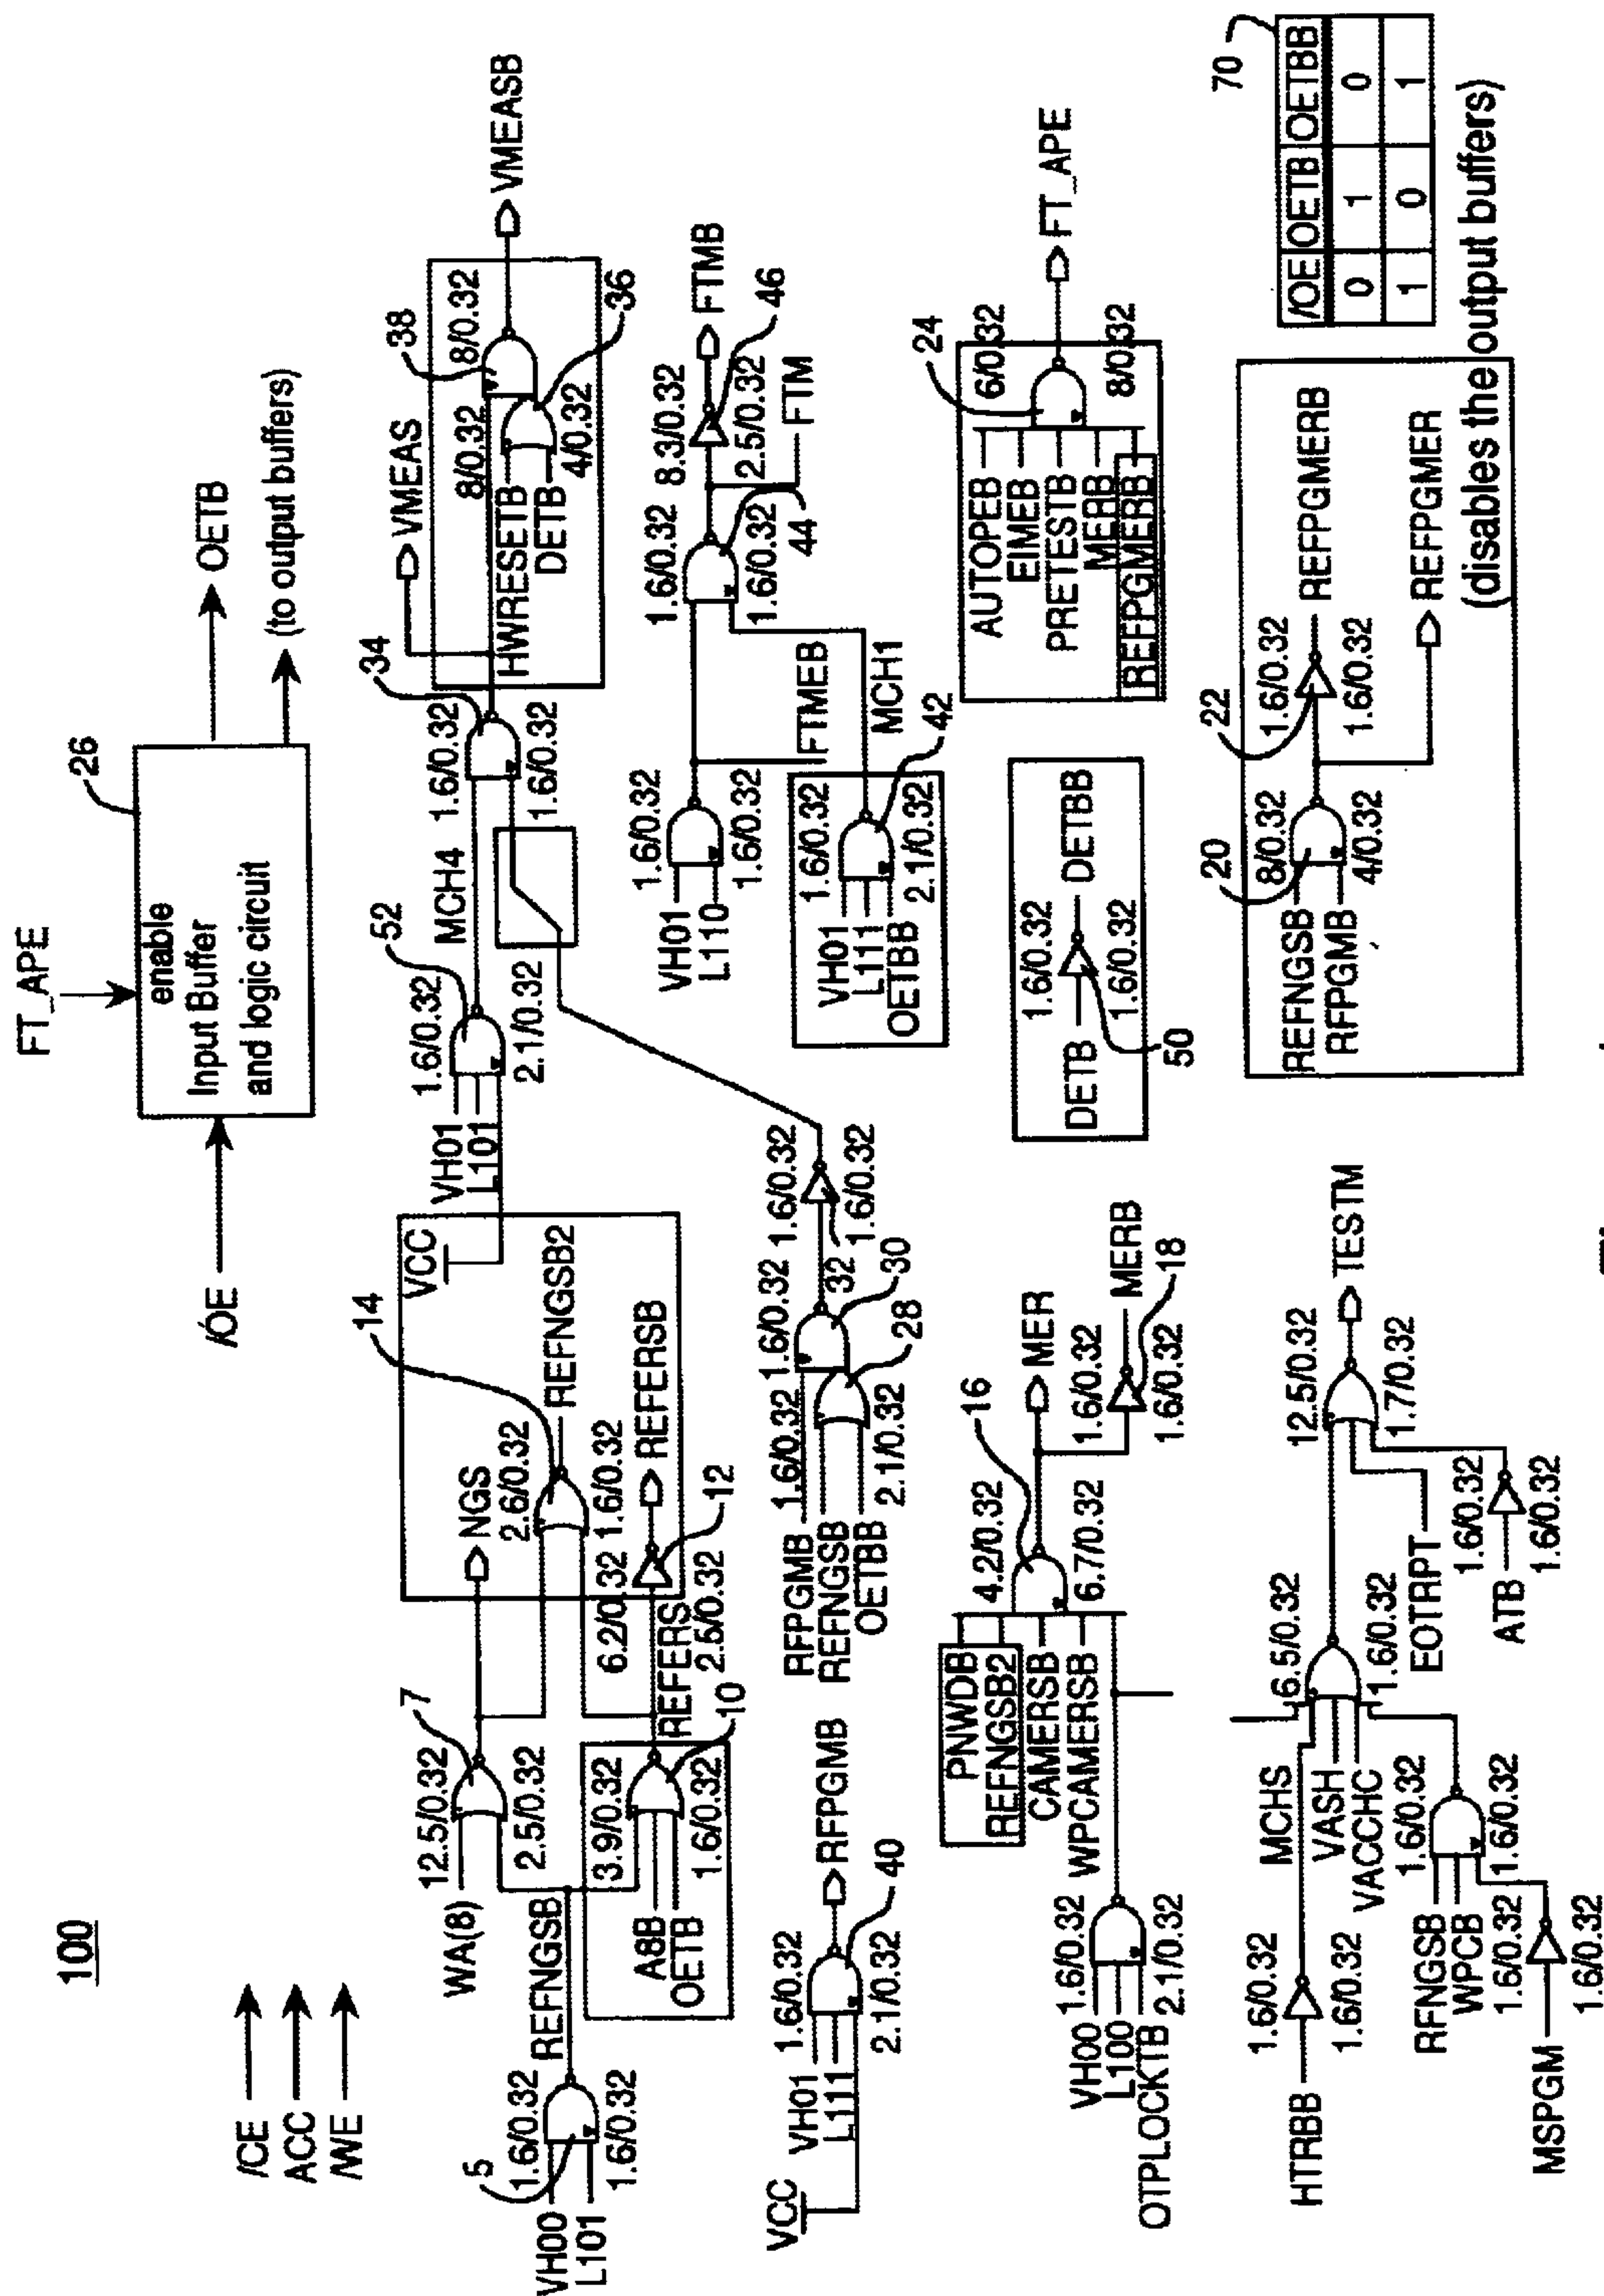 100
/CE
ACC
/WE
FT_APE
26
enable
Input Buffer
and logic circuit
/OE
OETB
(to output buffers)
5
VH00
L101
1.6/0.32
1.6/0.32
REFNGSB
WA(8)
12.5/0.32
2.5/0.32
7
A8B
OETB
3.9/0.32
1.6/0.32
10
REFERS
NGS
14
2.6/0.32
1.6/0.32
REFNGSB2
6.2/0.32
2.5/0.32
12
REFERSB
VCC
VH01
L101
1.6/0.32
2.1/0.32
52
MCH4
1.6/0.32
1.6/0.32
34
VMEAS
HWRESETB
DETB
8/0.32
4/0.32
36
38
8/0.32
VMEASB
VCC
VH01
L111
1.6/0.32
2.1/0.32
40
RFPGMB
RFPGMB
REFNGSB
OETBB
1.6/0.32
2.1/0.32
28
1.6/0.32
30
32
1.6/0.32
1.6/0.32
VH01
L110
1.6/0.32
1.6/0.32
FTMEB
VH01
L111
OETBB
1.6/0.32
2.1/0.32
42
MCH1
1.6/0.32
1.6/0.32
44
8.3/0.32
2.5/0.32
46
FTMB
FTM
VH00
L100
OTPLOCKTB
1.6/0.32
2.1/0.32
PNWDB
REFNGSB2
CAMERSB
WPCAMERSB
4.2/0.32
6.7/0.32
16
MER
1.6/0.32
1.6/0.32
18
MERB
DETB
1.6/0.32
1.6/0.32
50
DETBB
AUTOPEB
EIMEB
PRETESTB
MERB
REFPGMERB
24
6/0.32
8/0.32
FT_APE
HTRBB
1.6/0.32
1.6/0.32
MCHS
VASH
VACCHC
6.5/0.32
1.6/0.32
RFNGSB
WPCB
1.6/0.32
1.6/0.32
MSPGM
1.6/0.32
1.6/0.32
EOTRPT
ATB
1.6/0.32
1.6/0.32
12.5/0.32
1.7/0.32
TESTM
REFNGSB
RFPGMB
20
8/0.32
4/0.32
22
1.6/0.32
1.6/0.32
REFPGMERB
REFPGMER
(disables the output buffers)
70
/OE OETB OETBB
0 1 0
1 0 1